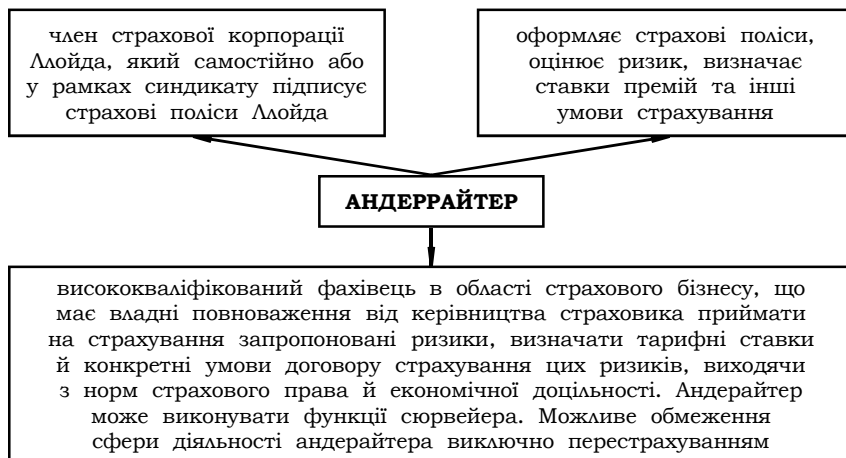 член страхової корпорації
Ллойда, який самостійно або
у рамках синдикату підписує
страхові поліси Ллойда
оформляє страхові поліси,
оцінює ризик, визначає
ставки премій та інші
умови страхування
АНДЕРРАЙТЕР
висококваліфікований фахівець в області страхового бізнесу, що
має владні повноваження від керівництва страховика приймати
на страхування запропоновані ризики, визначати тарифні ставки
й конкретні умови договору страхування цих ризиків, виходячи
з норм страхового права й економічної доцільності. Андерайтер
може виконувати функції сюрвейера. Можливе обмеження
сфери діяльності андерайтера виключно перестрахуванням